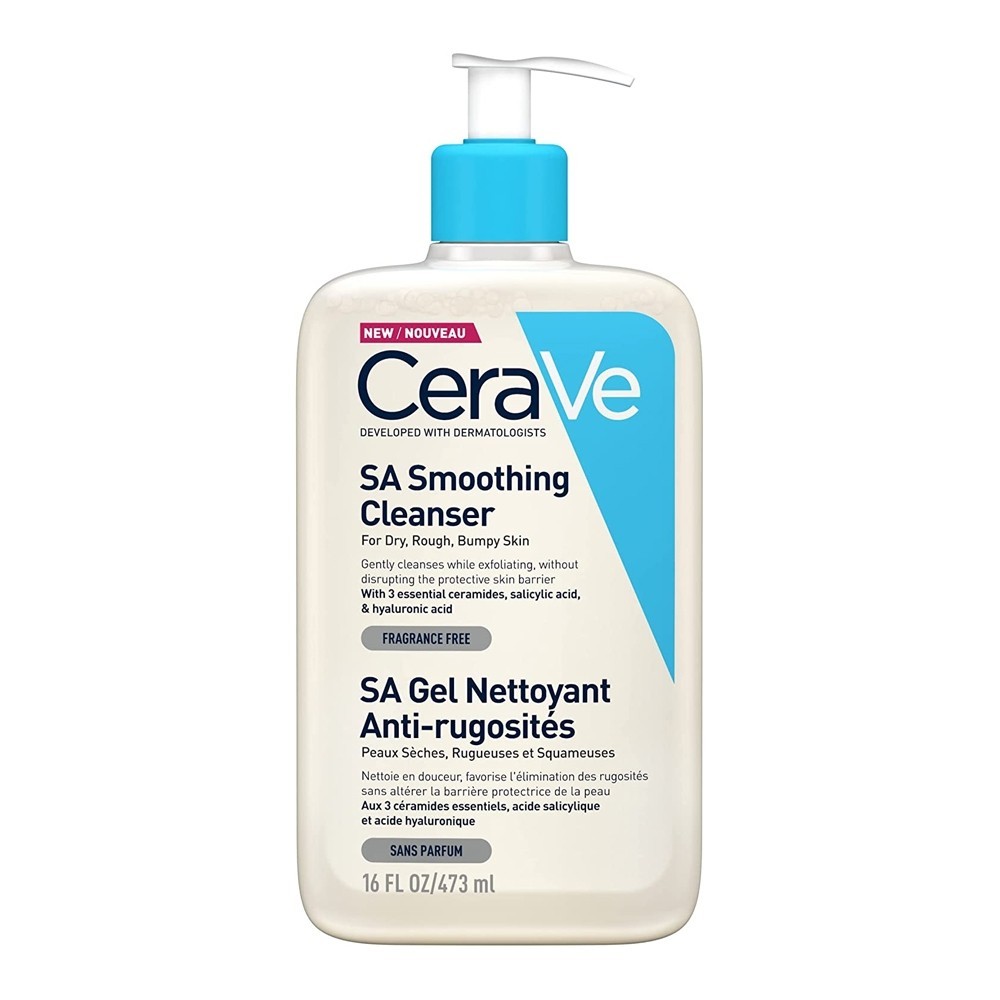 NEW / NOUVEAU
CeraVe
DEVELOPED WITH DERMATOLOGISTS
SA Smoothing
Cleanser
For Dry, Rough, Bumpy Skin
Gently cleanses while exfoliating, without
disrupting the protective skin barrier
With 3 essential ceramides, salicylic acid,
& hyaluronic acid
FRAGRANCE FREE
SA Gel Nettoyant
Anti-rugosités
Peaux Sèches, Rugueuses et Squameuses
Nettoie en douceur, favorise l'élimination des rugosités
sans altérer la barrière protectrice de la peau
Aux 3 céramides essentiels, acide salicylique
et acide hyaluronique
SANS PARFUM
16 FL OZ/473 ml